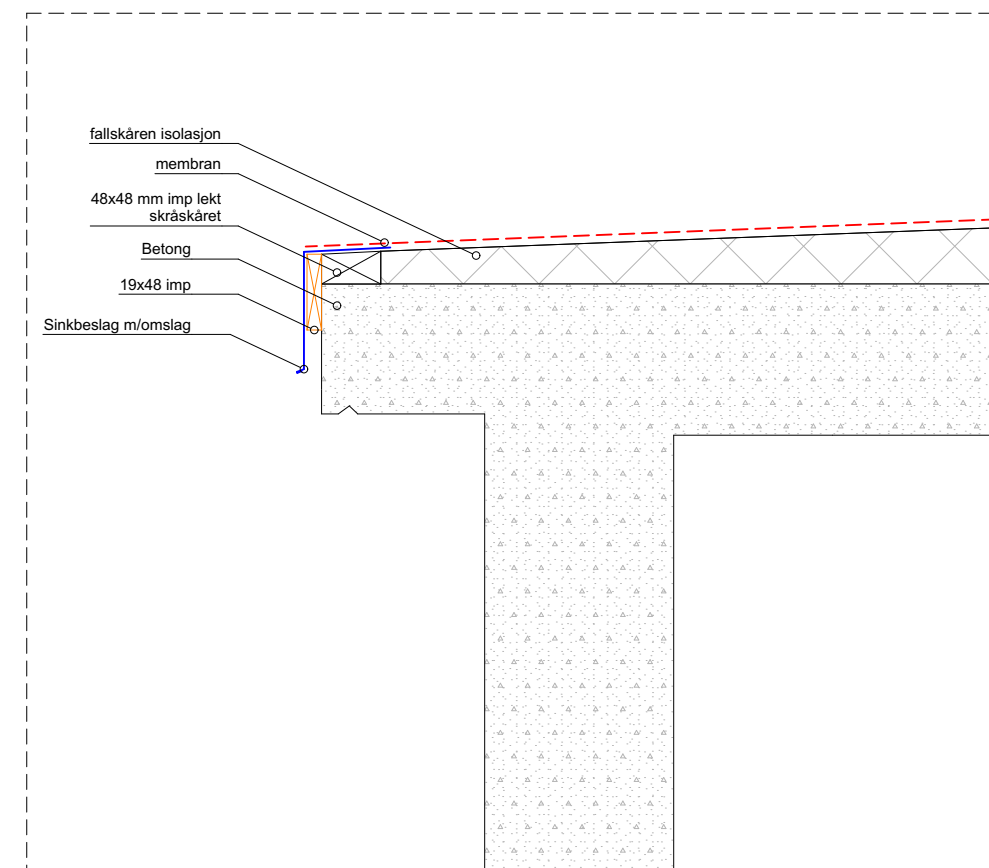 fallskåren isolasjon
membran
48x48 mm imp lekt
skråskåret
Betong
19x48 imp
Sinkbeslag m/omslag